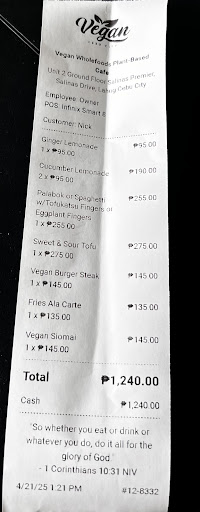 Vegan
Vegan Wholefoods Plant-Based
Cafe
Unit 2 Ground Floor Salinas Premier,
Salinas Drive, Lahug Cebu City
Employee: Owner
POS: Infinix Smart 8
Customer: Nick
Ginger Lemonade ₱95.00
1 x ₱95.00
Cucumber Lemonade ₱190.00
2 x ₱95.00
Palabok or Spaghetti ₱255.00
w/Tofukatsu Fingers or
Eggplant Fingers
1 x ₱255.00
Sweet & Sour Tofu ₱275.00
1 x ₱275.00
Vegan Burger Steak ₱145.00
1 x ₱145.00
Fries Ala Carte ₱135.00
1 x ₱135.00
Vegan Siomai ₱145.00
1 x ₱145.00
Total ₱1,240.00
Cash ₱1,240.00
"So whether you eat or drink or
whatever you do, do it all for the
glory of God."
- 1 Corinthians 10:31 NIV
4/21/25 1:21 PM #12-8332